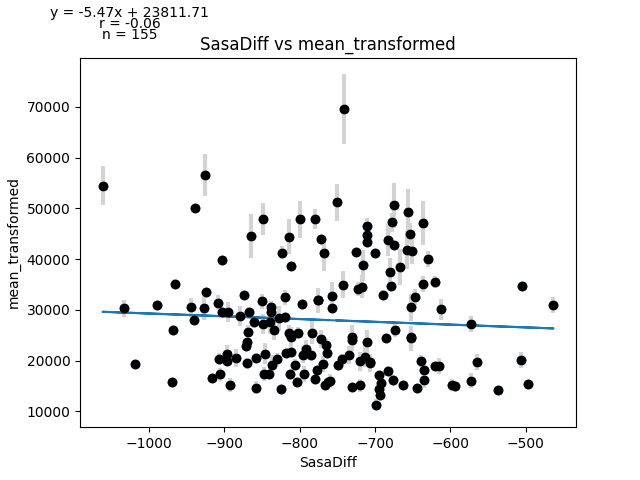 y = -5.47x + 23811.71
r = -0.06
n = 155
SasaDiff vs mean_transformed
mean_transformed
70000
60000
50000
40000
30000
20000
10000
−1000 −900 −800 −700 −600 −500
SasaDiff